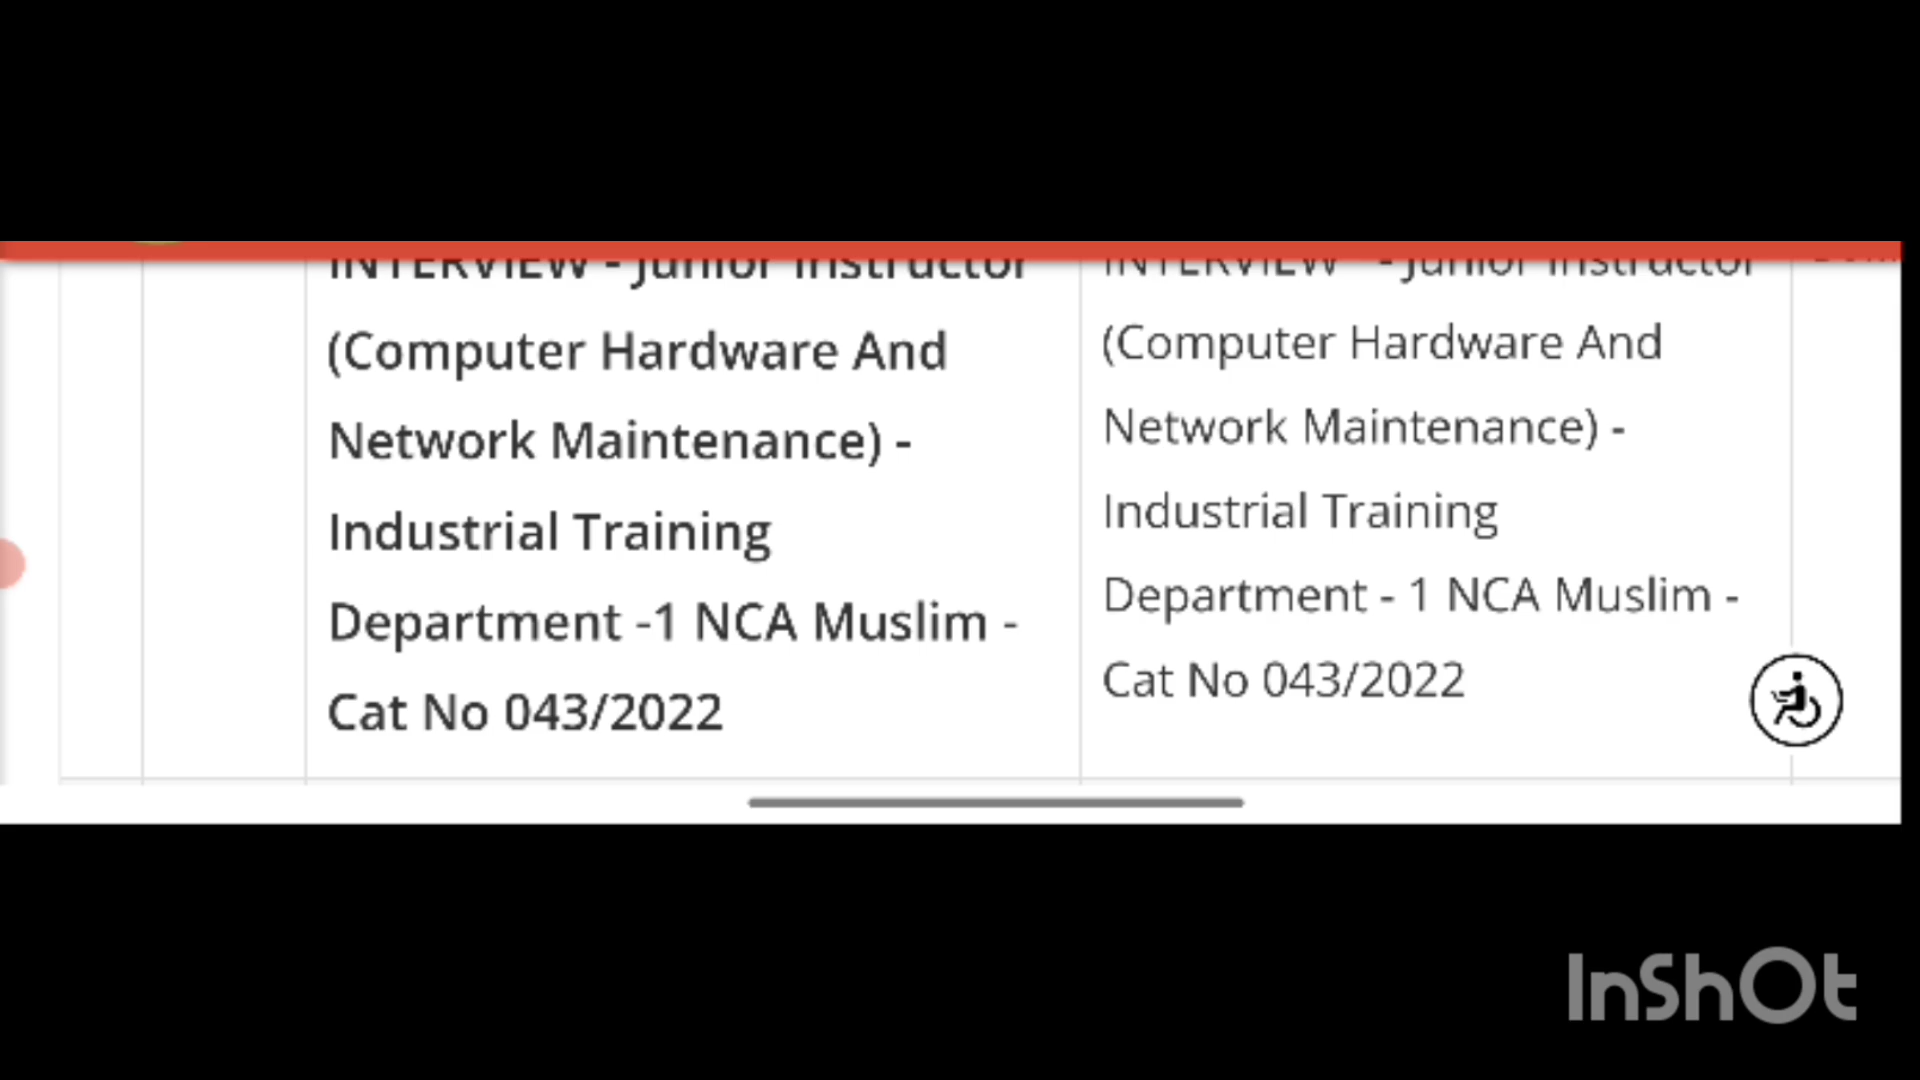 INTERVIEW - Junior Instructor
(Computer Hardware And
Network Maintenance) -
Industrial Training
Department -1 NCA Muslim -
Cat No 043/2022
INTERVIEW - Junior Instructor
(Computer Hardware And
Network Maintenance) -
Industrial Training
Department - 1 NCA Muslim -
Cat No 043/2022
InShOt